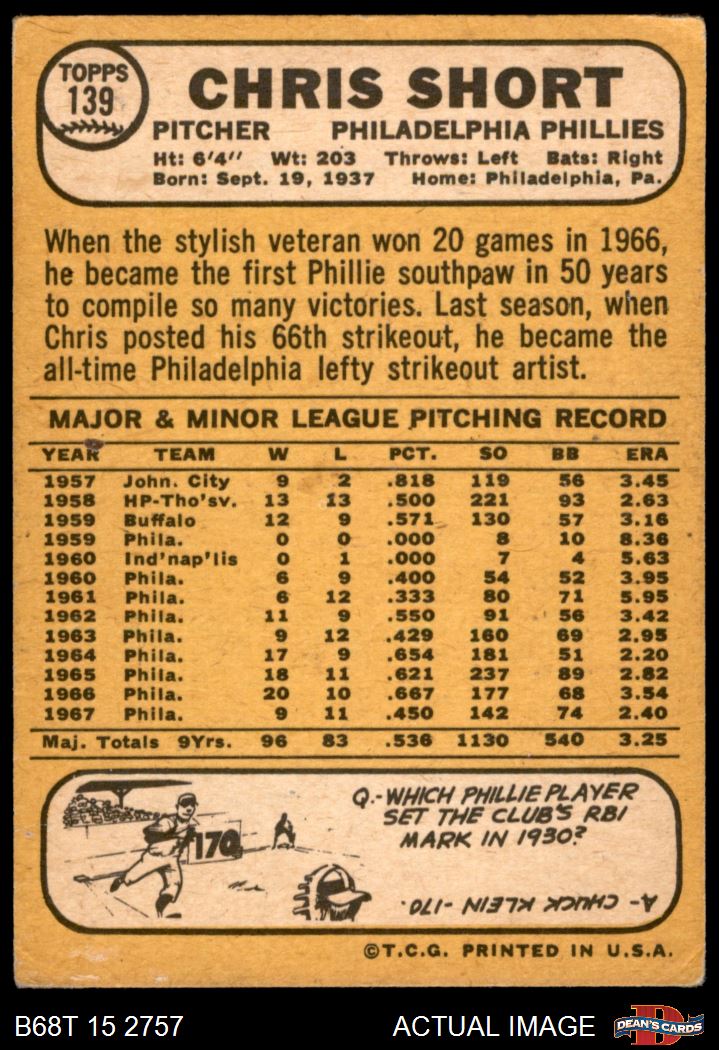 TOPPS
139
CHRIS SHORT
PITCHER PHILADELPHIA PHILLIES
Ht: 6'4" Wt: 203 Throws: Left Bats: Right
Born: Sept. 19, 1937 Home: Philadelphia, Pa.
When the stylish veteran won 20 games in 1966,
he became the first Phillie southpaw in 50 years
to compile so many victories. Last season, when
Chris posted his 66th strikeout, he became the
all-time Philadelphia lefty strikeout artist.
MAJOR & MINOR LEAGUE PITCHING RECORD
YEAR TEAM W L PCT. SO BB ERA
1957 John. City 9 2 .818 119 56 3.45
1958 HP-Tho'sv. 13 13 .500 221 93 2.63
1959 Buffalo 12 9 .571 130 57 3.16
1959 Phila. 0 0 .000 8 10 8.36
1960 Ind'nap'lis 0 1 .000 7 4 5.63
1960 Phila. 6 9 .400 54 52 3.95
1961 Phila. 6 12 .333 80 71 5.95
1962 Phila. 11 9 .550 91 56 3.42
1963 Phila. 9 12 .429 160 69 2.95
1964 Phila. 17 9 .654 181 51 2.20
1965 Phila. 18 11 .621 237 89 2.82
1966 Phila. 20 10 .667 177 68 3.54
1967 Phila. 9 11 .450 142 74 2.40
Maj. Totals 9Yrs. 96 83 .536 1130 540 3.25
170
Q.-WHICH PHILLIE PLAYER
SET THE CLUB'S RBI
MARK IN 1930?
A- CHUCK KLEIN -170.
©T.C.G. PRINTED IN U.S.A.
B68T 15 2757 ACTUAL IMAGE
D
DEAN'S CARDS